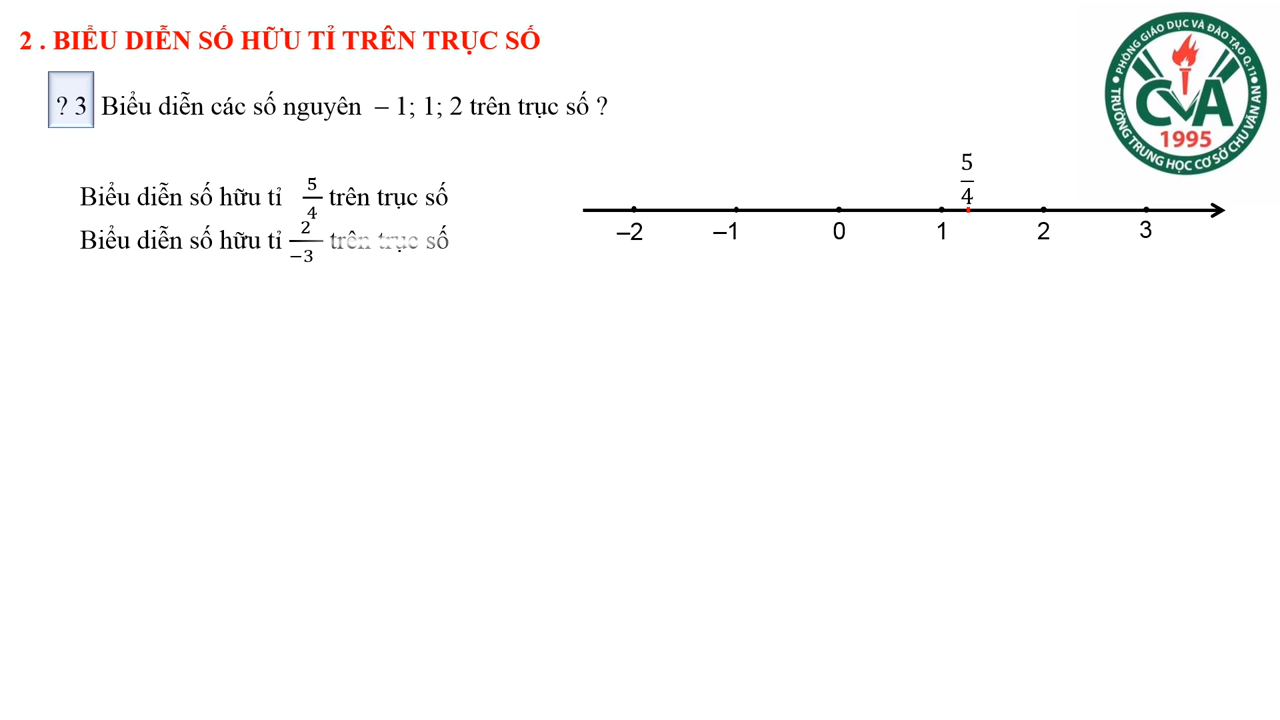 2 . BIỂU DIỄN SỐ HỮU TỈ TRÊN TRỤC SỐ
? 3 Biểu diễn các số nguyên – 1; 1; 2 trên trục số ?
Biểu diễn số hữu tỉ 5/4 trên trục số
Biểu diễn số hữu tỉ 2/−3 trên trục số
5/4
–2 –1 0 1 2 3
PHÒNG GIÁO DỤC VÀ ĐÀO TẠO Q.11
CVA
1995
TRƯỜNG TRUNG HỌC CƠ SỞ CHU VĂN AN